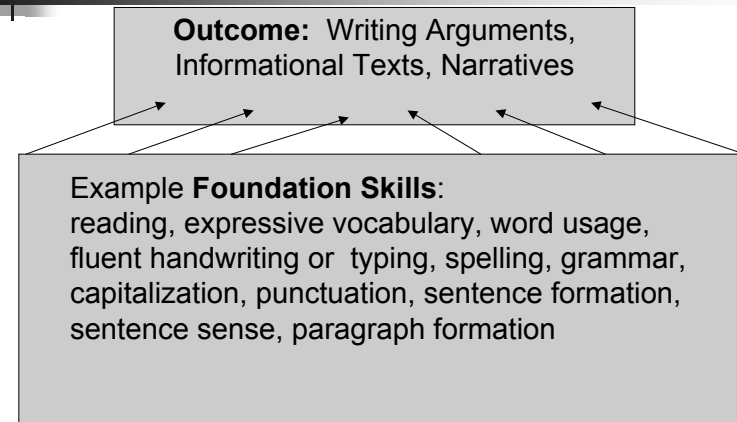 Outcome: Writing Arguments,
Informational Texts, Narratives
Example Foundation Skills:
reading, expressive vocabulary, word usage,
fluent handwriting or typing, spelling, grammar,
capitalization, punctuation, sentence formation,
sentence sense, paragraph formation